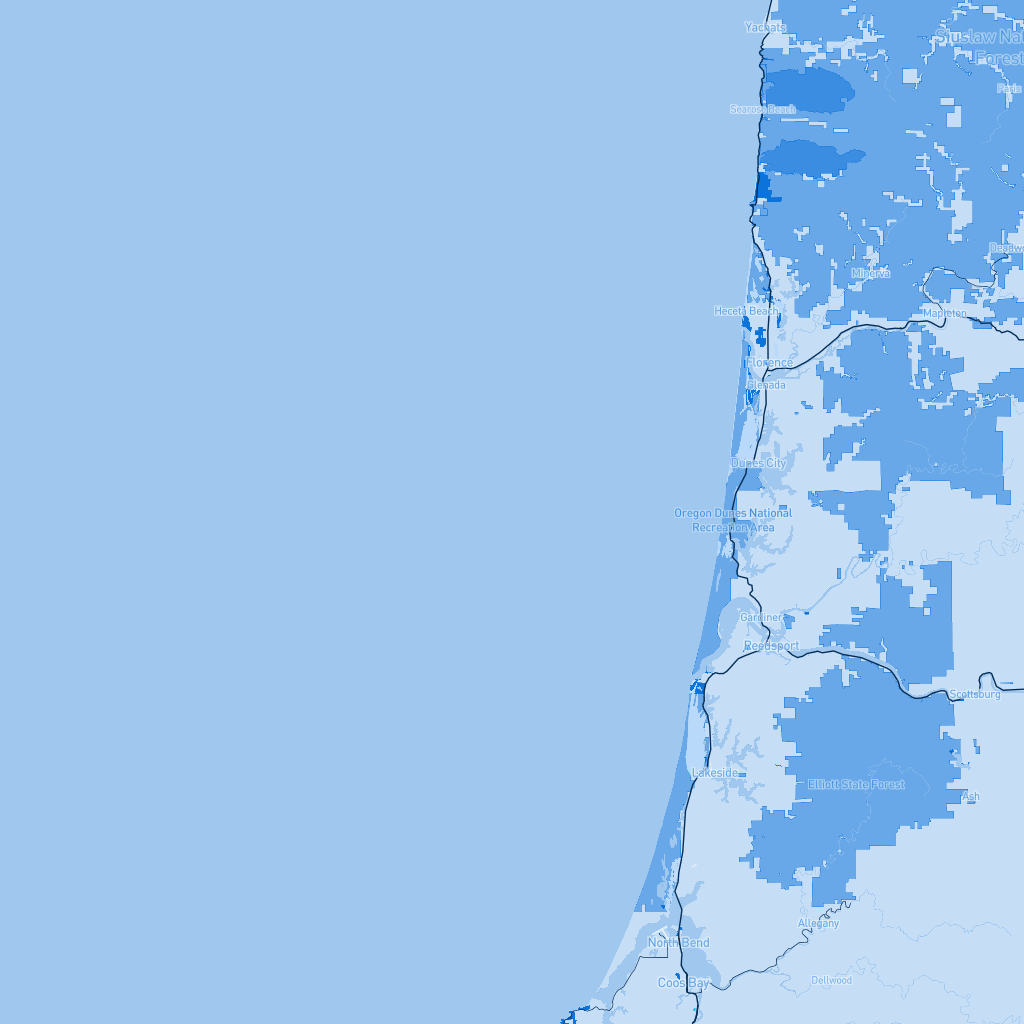 Yachats
Siuslaw Nat
Forest
Paris
Searose Beach
Deadw
Minerva
Heceta Beach
Mapleton
Florence
Glenada
Dunes City
Oregon Dunes National
Recreation Area
Gardiner
Reedsport
Scottsburg
Lakeside
Elliott State Forest
Ash
Allegany
North Bend
Dellwood
Coos Bay